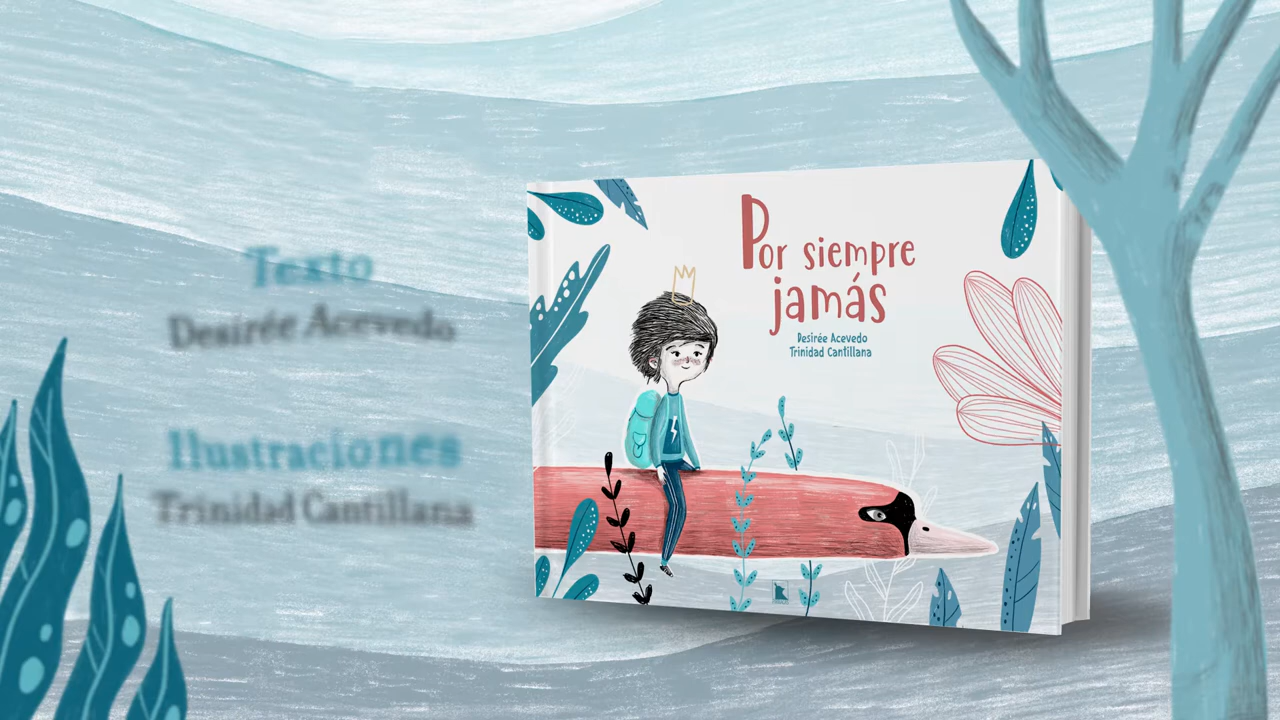 Texto
Desirée Acevedo
Ilustraciones
Trinidad Cantillana
Por siempre
jamás
Desirée Acevedo
Trinidad Cantillana